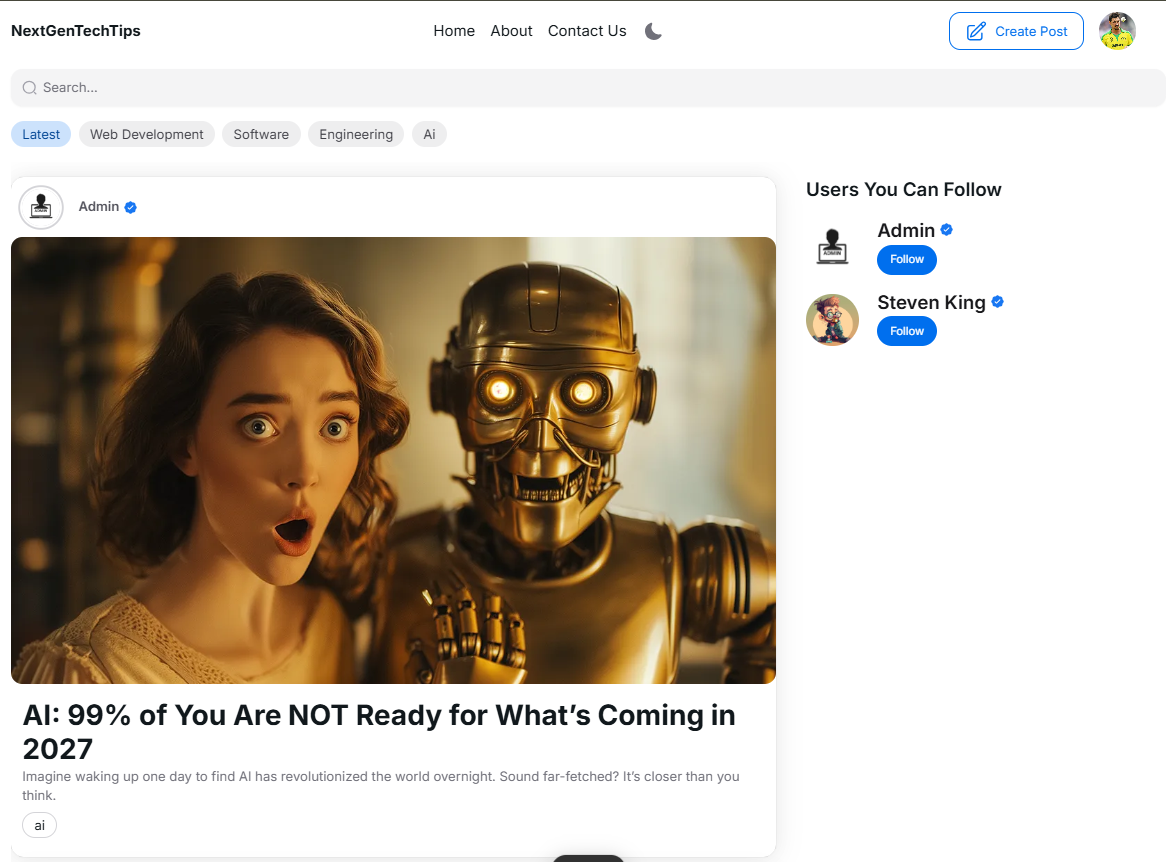 NextGenTechTips
Home About Contact Us
Create Post
Search...
Latest Web Development Software Engineering Ai
Admin
AI: 99% of You Are NOT Ready for What’s Coming in
2027
Imagine waking up one day to find AI has revolutionized the world overnight. Sound far-fetched? It’s closer than you
think.
ai
Users You Can Follow
ADMIN
Admin
Follow
Steven King
Follow